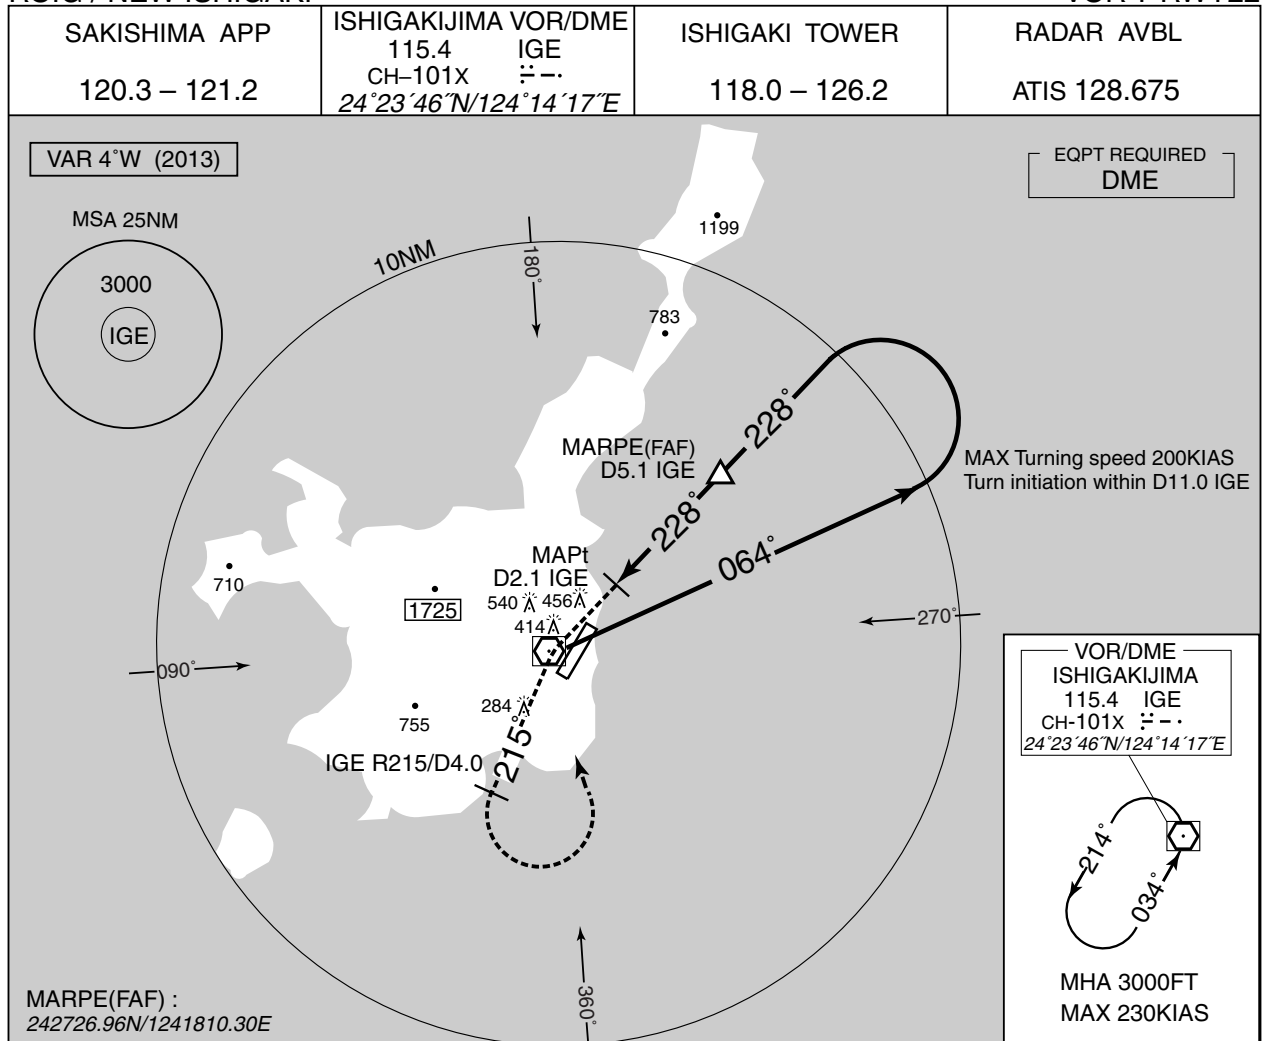 SAKISHIMA APP
120.3 – 121.2
ISHIGAKIJIMA VOR/DME
115.4 IGE
CH–101X
24°23´46˝N/124°14´17˝E
ISHIGAKI TOWER
118.0 – 126.2
RADAR AVBL
ATIS 128.675
VAR 4°W (2013)
EQPT REQUIRED
DME
MSA 25NM
3000
IGE
10NM
180°
1199
783
228°
MARPE(FAF)
D5.1 IGE
MAX Turning speed 200KIAS
Turn initiation within D11.0 IGE
228°
064°
MAPt
D2.1 IGE
710
1725
540
456
414
270°
090°
755
284
215°
IGE R215/D4.0
360°
VOR/DME
ISHIGAKIJIMA
115.4 IGE
CH-101X
24°23´46˝N/124°14´17˝E
214°
034°
MHA 3000FT
MAX 230KIAS
MARPE(FAF) :
242726.96N/1241810.30E